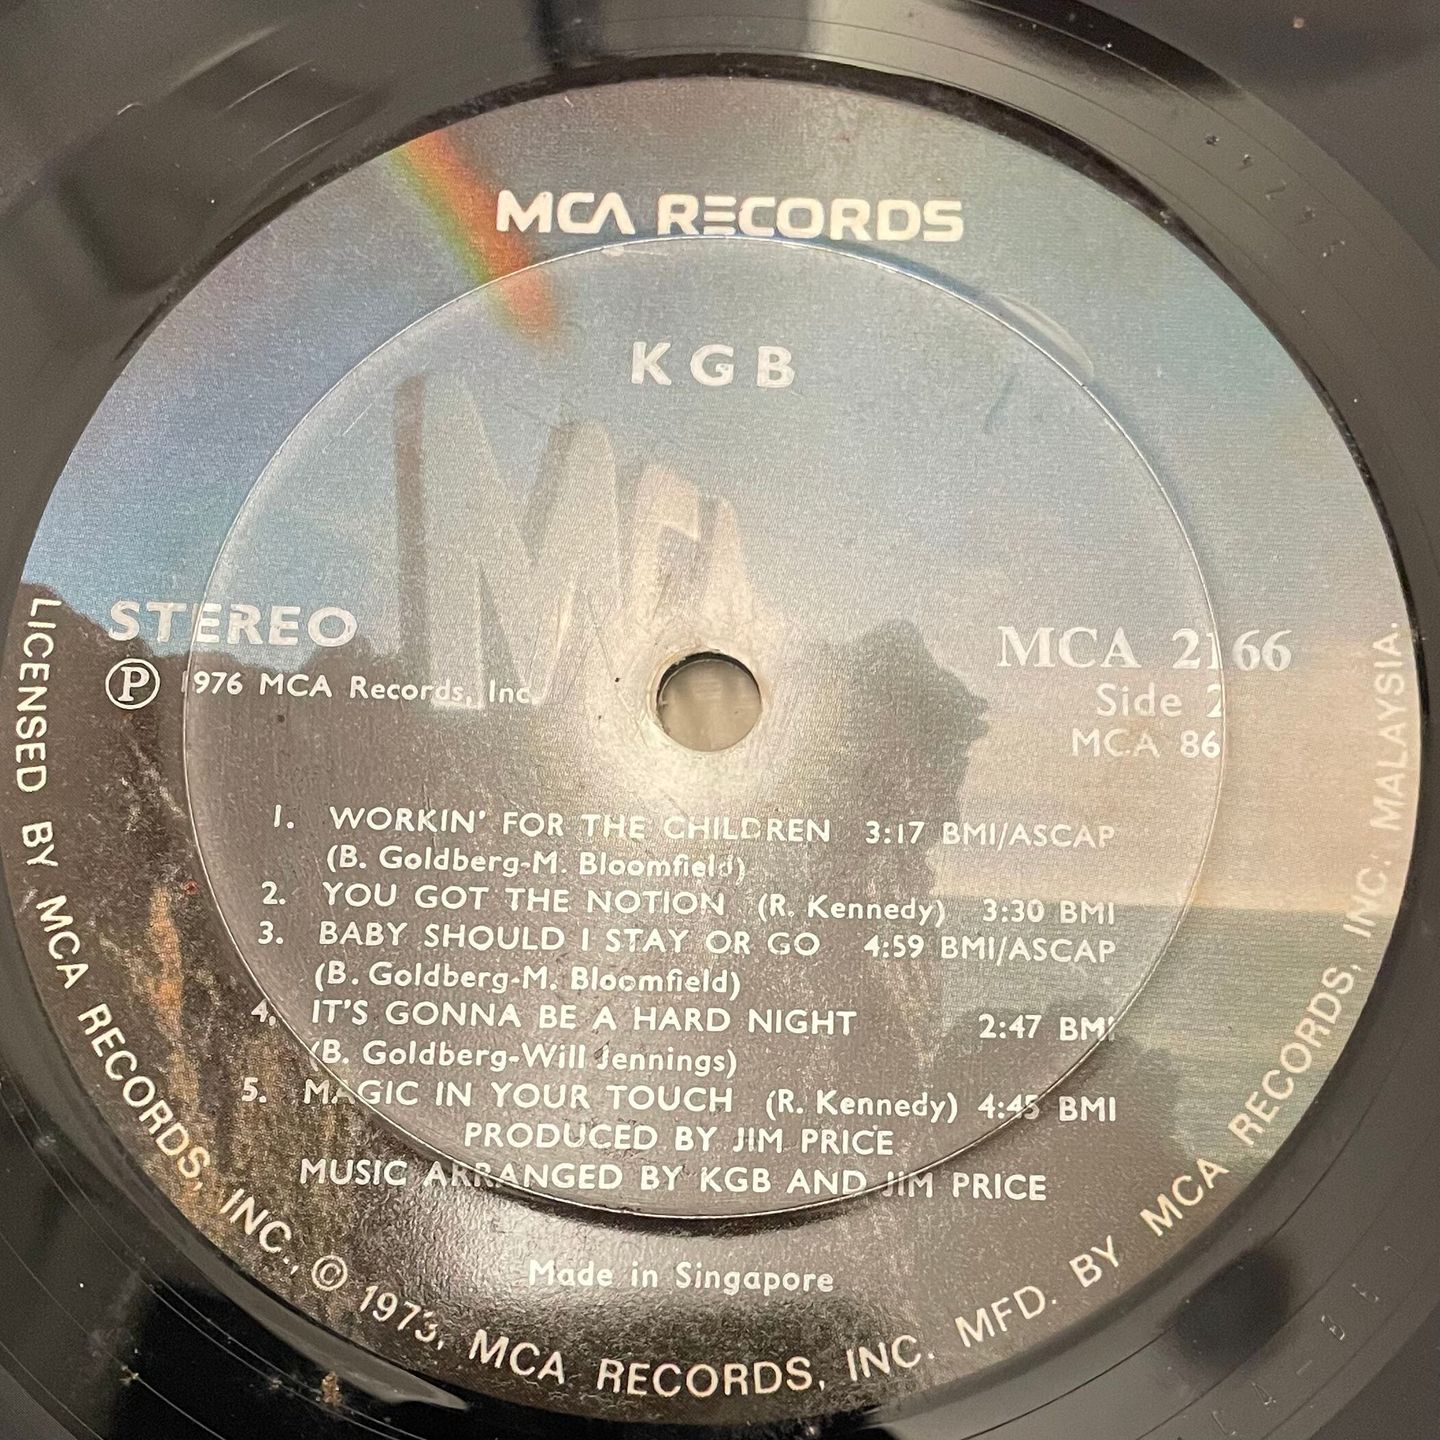 MCA RECORDS
KGB
MCA
STEREO
Ⓟ 1976 MCA Records, Inc.
MCA 2166
Side 2
MCA 86
1. WORKIN' FOR THE CHILDREN 3:17 BMI/ASCAP
(B. Goldberg-M. Bloomfield)
2. YOU GOT THE NOTION (R. Kennedy) 3:30 BMI
3. BABY SHOULD I STAY OR GO 4:59 BMI/ASCAP
(B. Goldberg-M. Bloomfield)
4. IT'S GONNA BE A HARD NIGHT 2:47 BMI
(B. Goldberg-Will Jennings)
5. MAGIC IN YOUR TOUCH (R. Kennedy) 4:45 BMI
PRODUCED BY JIM PRICE
MUSIC ARRANGED BY KGB AND JIM PRICE
Made in Singapore
LICENSED BY MCA RECORDS, INC., © 1973, MCA RECORDS, INC. MFD. BY MCA RECORDS, INC. MALAYSIA.